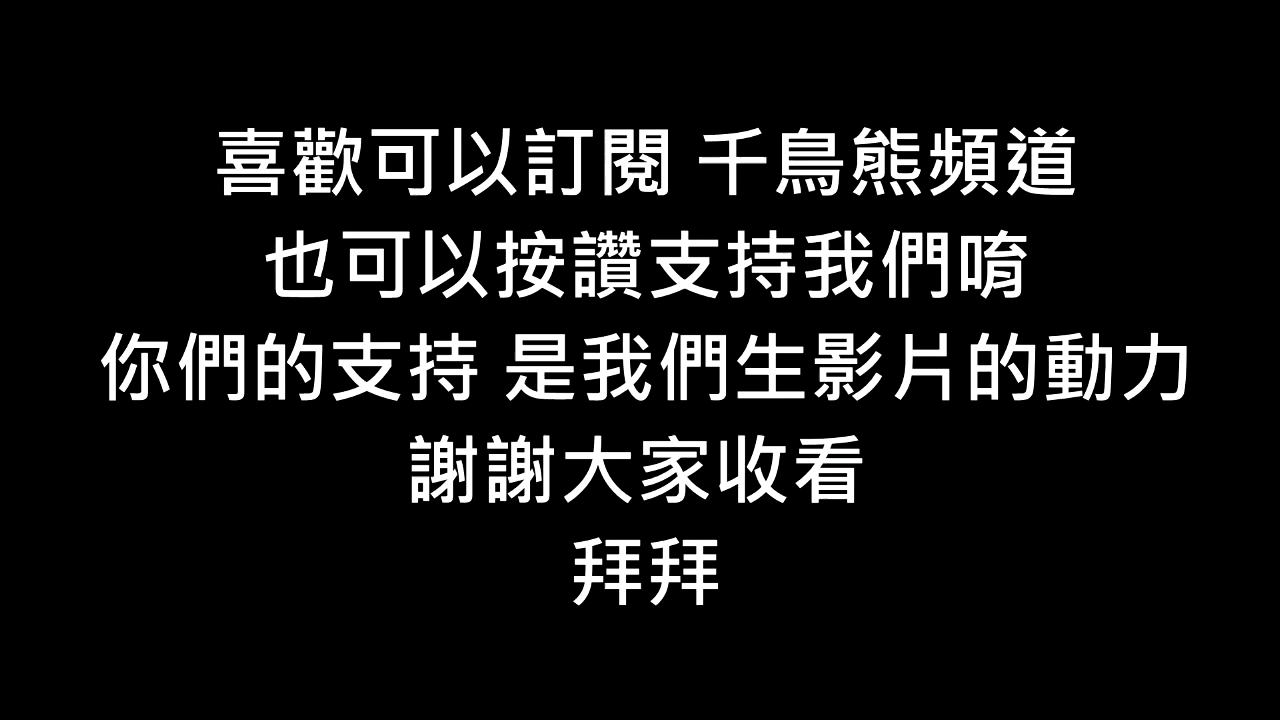 喜歡可以訂閱 千鳥熊頻道
也可以按讚支持我們唷
你們的支持 是我們生影片的動力
謝謝大家收看
拜拜